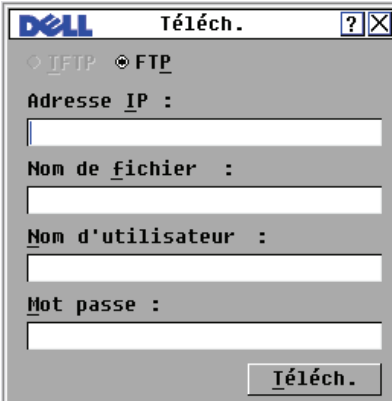 DELL Téléch. ? X
TFTP FTP
Adresse IP :
Nom de fichier :
Nom d'utilisateur :
Mot passe :
Téléch.